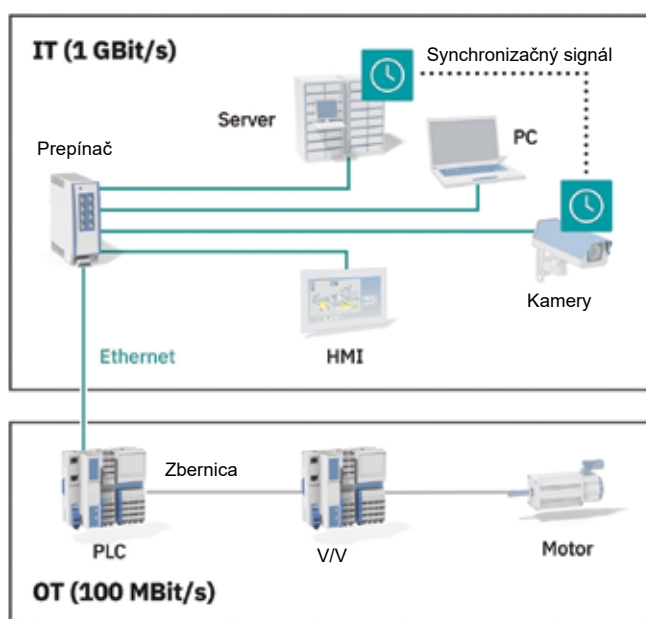 IT (1 GBit/s)
Synchronizačný signál
Server
PC
Prepínač
Kamery
Ethernet
HMI
Zbernica
PLC
V/V
Motor
OT (100 MBit/s)